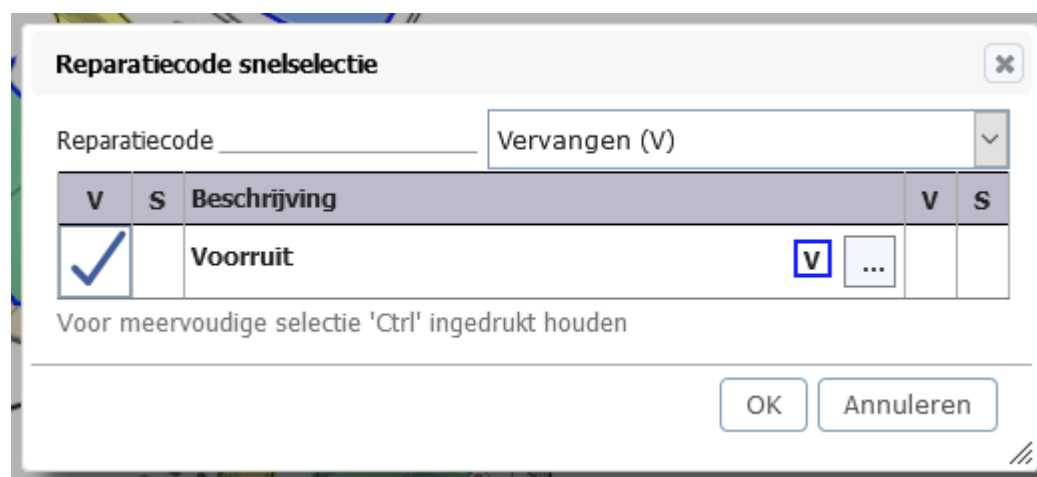 Reparatiecode snelselectie
Reparatiecode Vervangen (V)
V S Beschrijving V S
Voorruit V ...
Voor meervoudige selectie 'Ctrl' ingedrukt houden
OK Annuleren